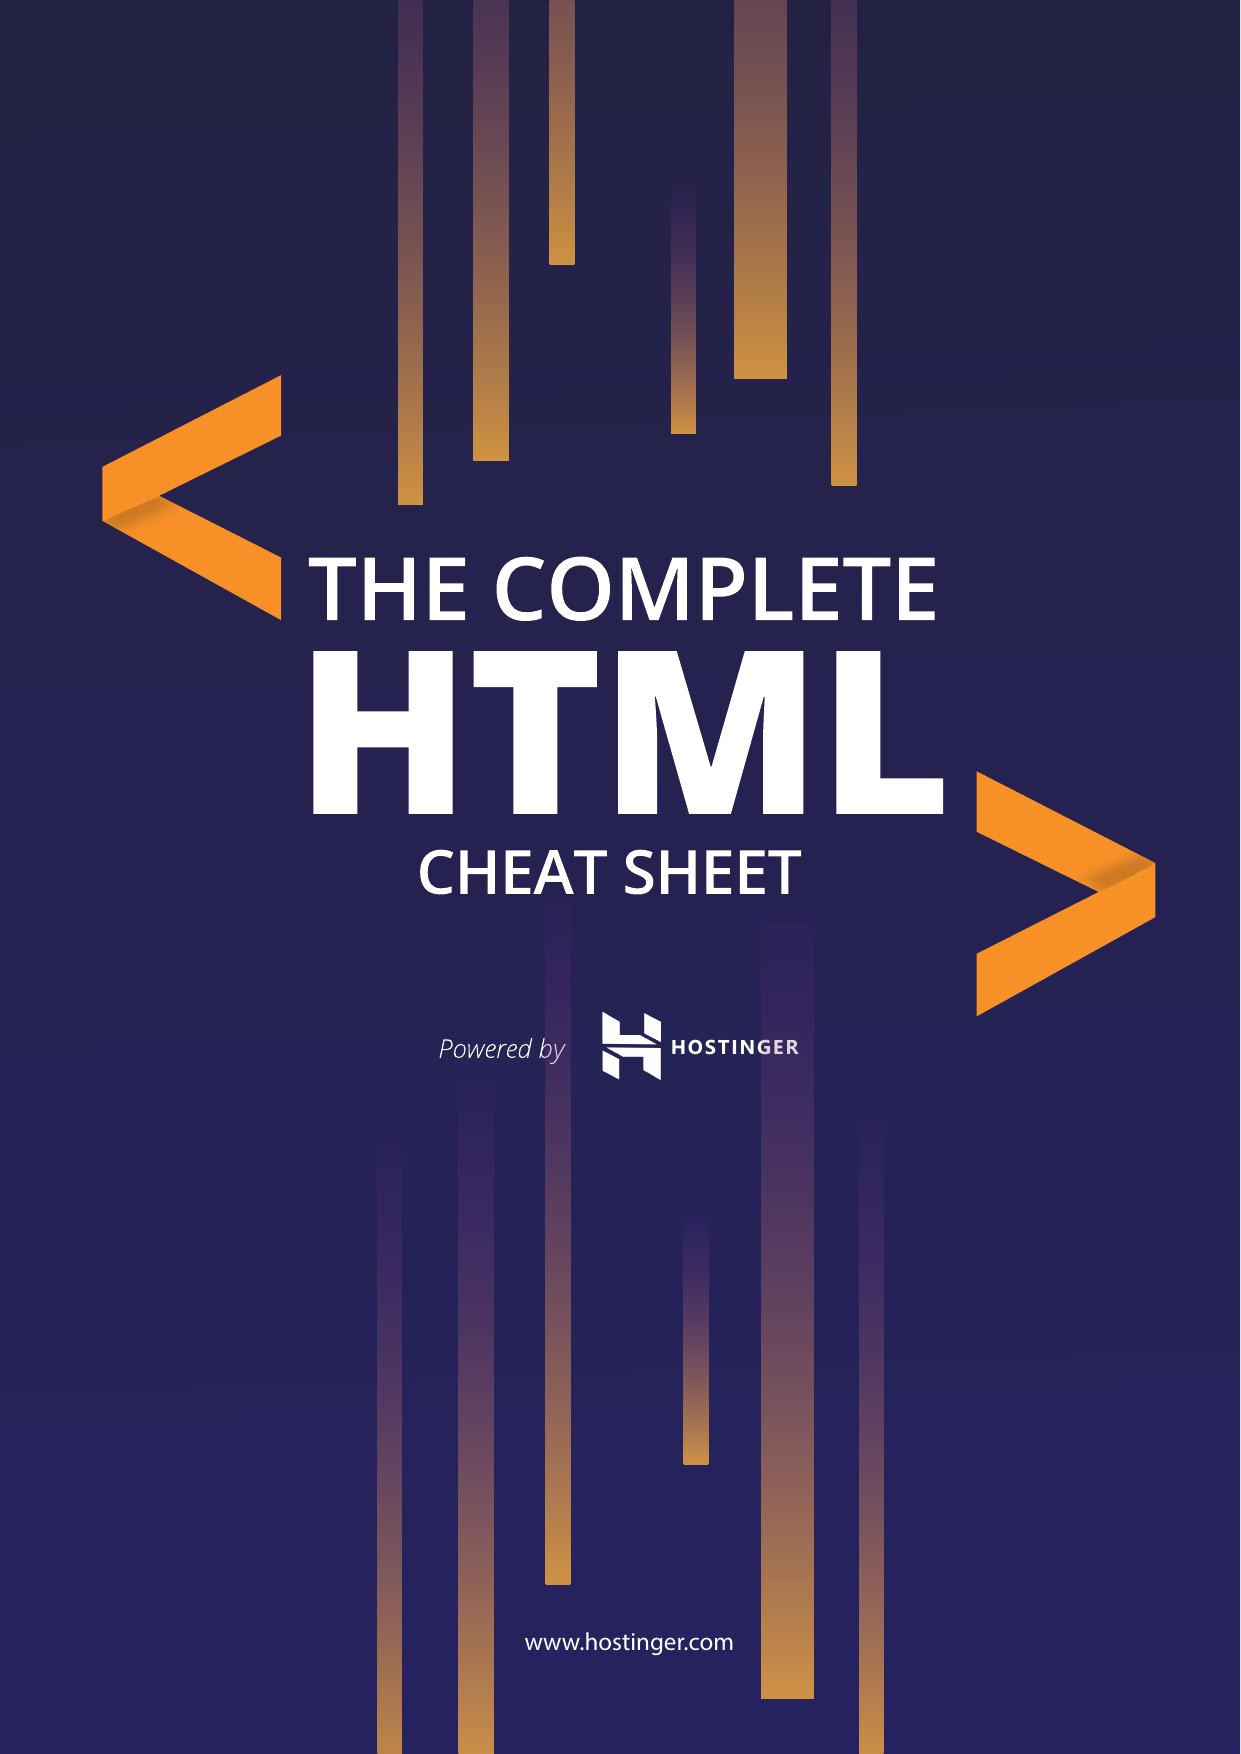 THE COMPLETE
HTML
CHEAT SHEET
Powered by HOSTINGER
www.hostinger.com